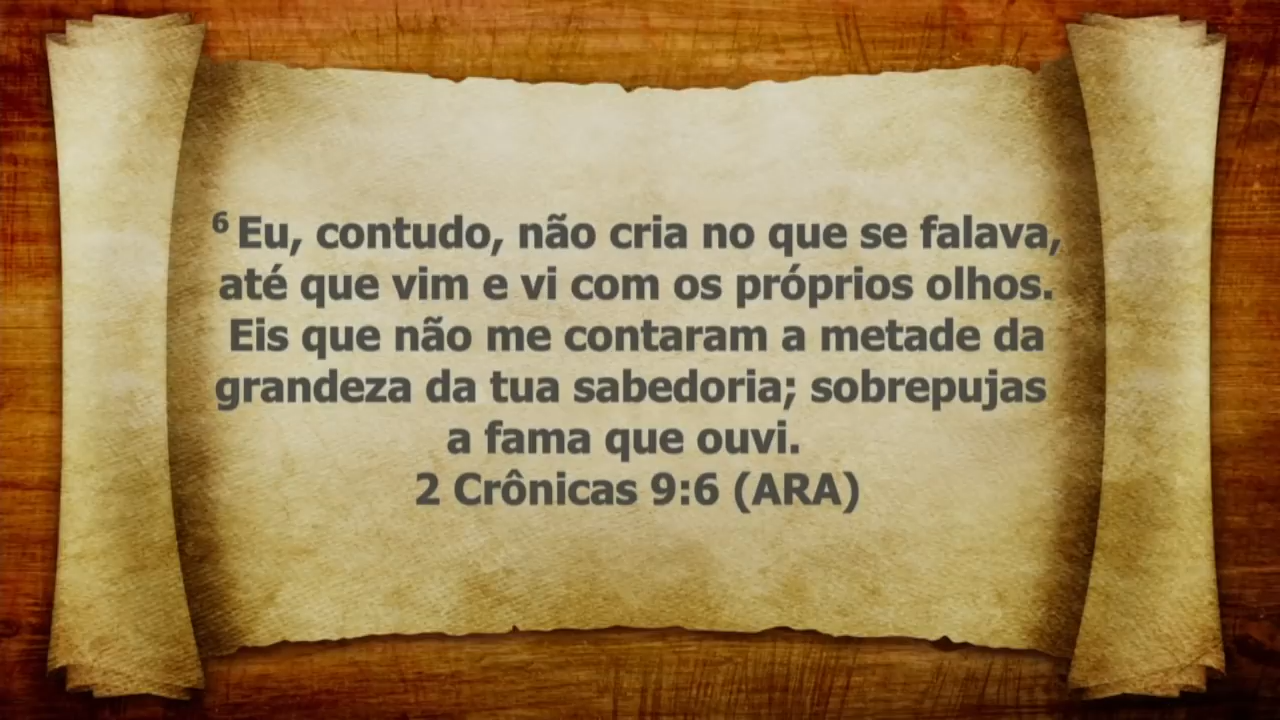 6 Eu, contudo, não cria no que se falava,
até que vim e vi com os próprios olhos.
Eis que não me contaram a metade da
grandeza da tua sabedoria; sobrepujas
a fama que ouvi.
2 Crônicas 9:6 (ARA)